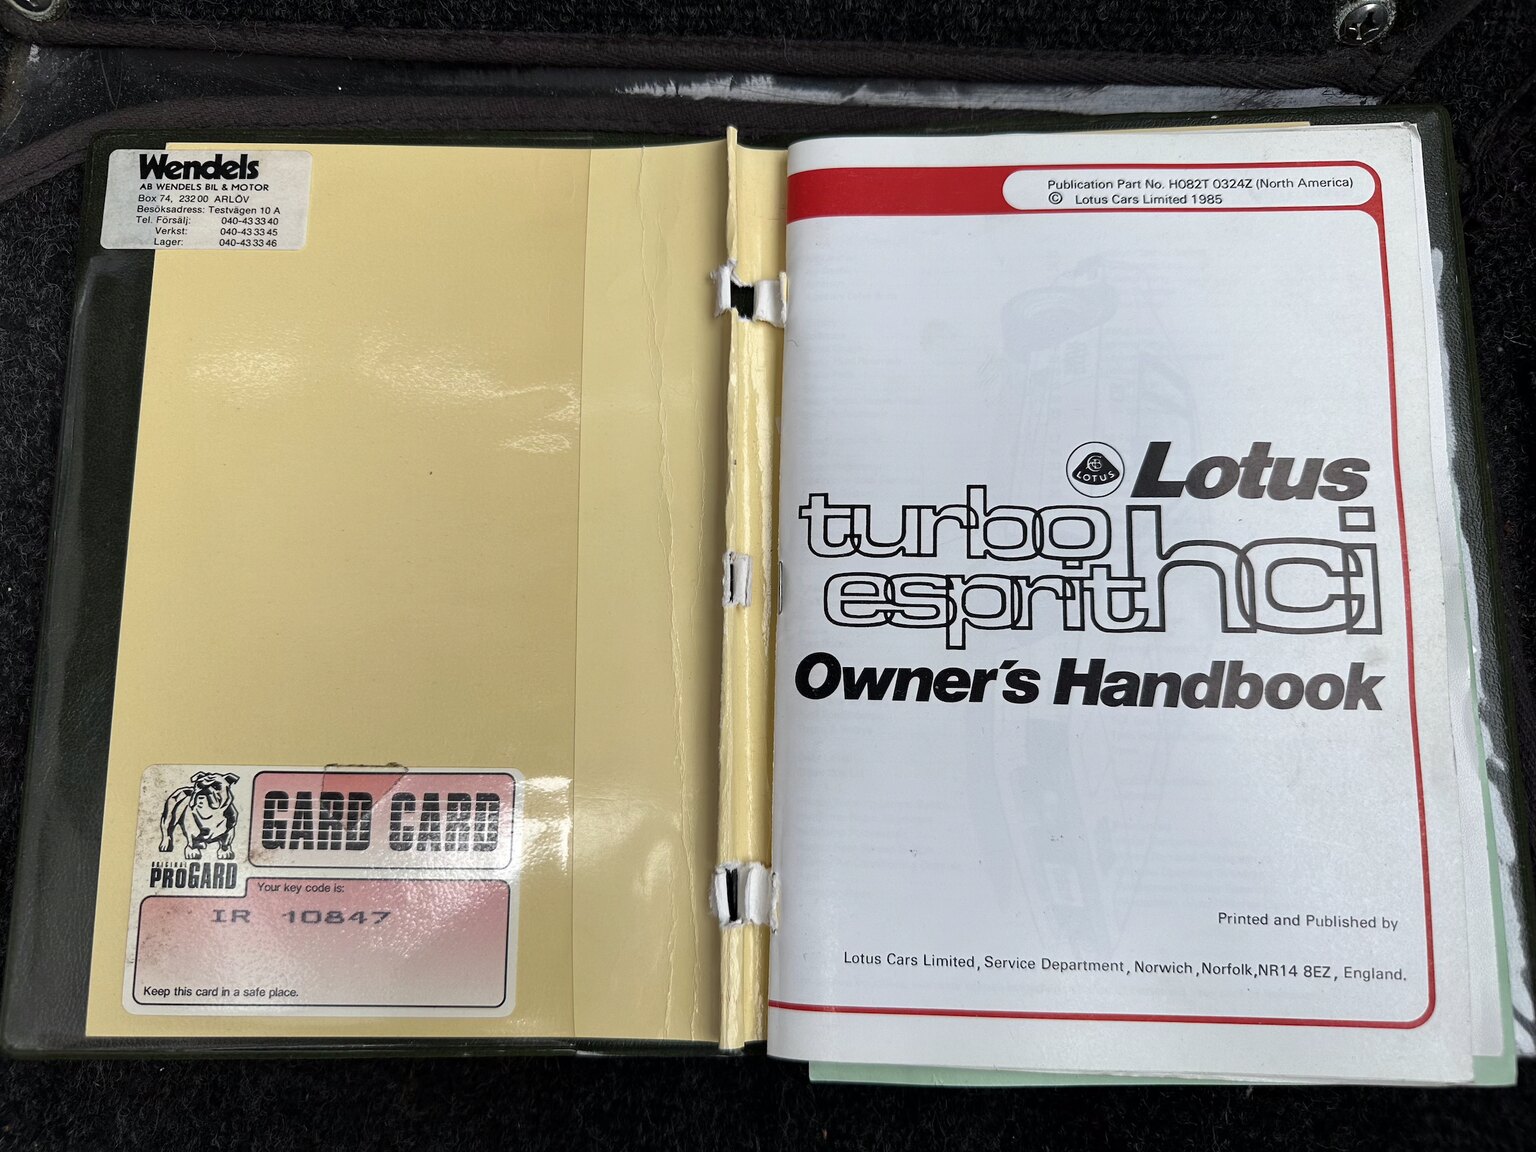 Wendels
AB WENDELS BIL & MOTOR
Box 74, 232 00 ARLÖV
Besöksadress: Testvägen 10 A
Tel. Försälj: 040-43 33 40
Verkst: 040-43 33 45
Lager: 040-43 33 46
ORIGINAL
PROGARD
GARD CARD
Your key code is:
IR 10847
Keep this card in a safe place.
Publication Part No. H082T 0324Z (North America)
© Lotus Cars Limited 1985
LOTUS
Lotus
turbo
esprit hci
Owner's Handbook
Printed and Published by
Lotus Cars Limited, Service Department, Norwich, Norfolk, NR14 8EZ, England.